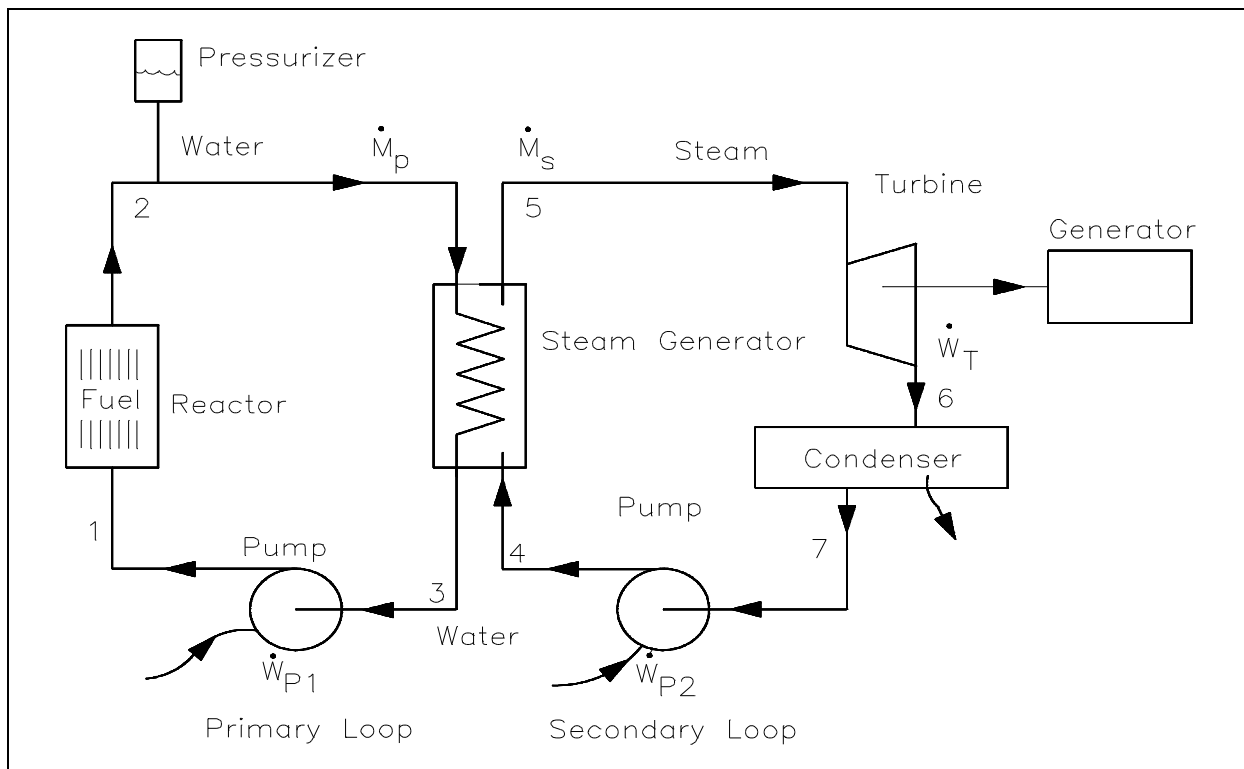 Pressurizer
Water
Ṁp
Ṁs
Steam
Turbine
2
5
Generator
Steam Generator
ẆT
Fuel
Reactor
6
Condenser
Pump
1
Pump
4
7
3
Water
ẆP1
ẆP2
Primary Loop
Secondary Loop